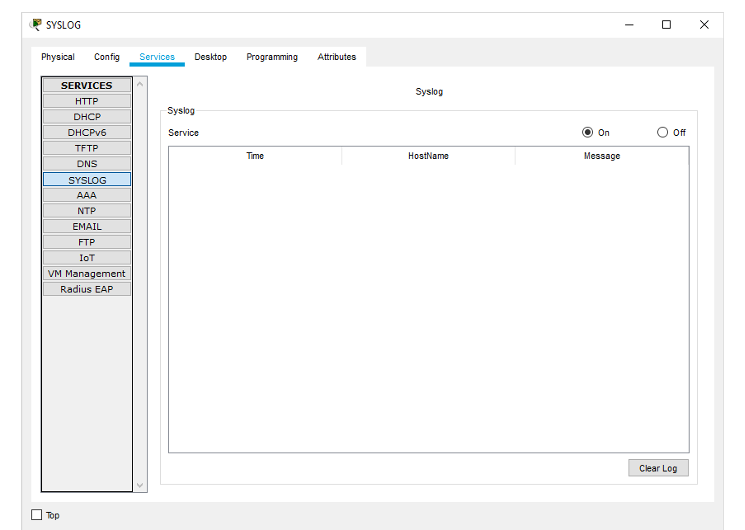 SYSLOG
Physical Config Services Desktop Programming Attributes
SERVICES
HTTP
DHCP
DHCPv6
TFTP
DNS
SYSLOG
AAA
NTP
EMAIL
FTP
IoT
VM Management
Radius EAP
Syslog
Syslog
Service On Off
Time HostName Message
Clear Log
Top